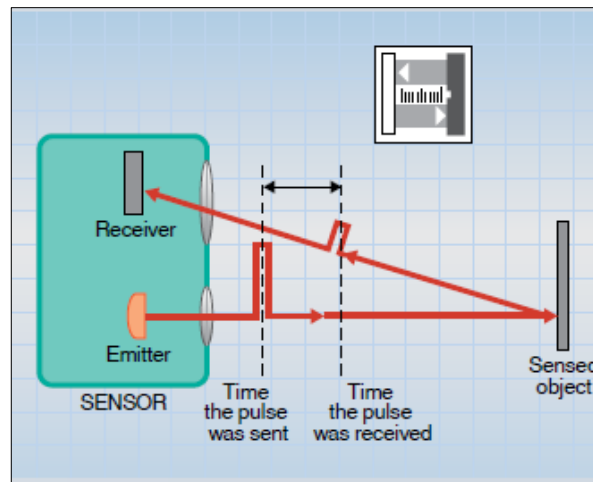 Receiver
Emitter
SENSOR
Time
the pulse
was sent
Time
the pulse
was received
Sensed
object